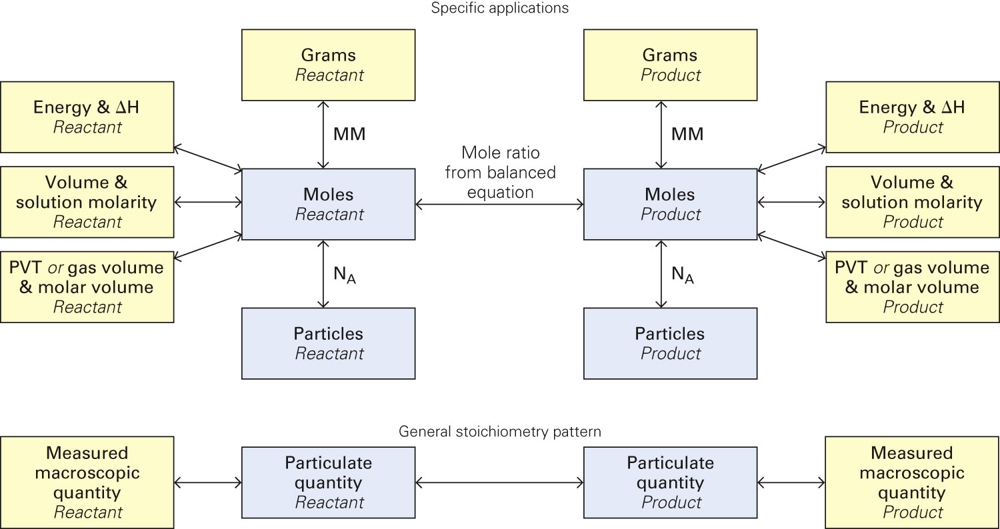 Specific applications
Grams
Reactant
Grams
Product
Energy & ΔH
Reactant
Energy & ΔH
Product
MM
MM
Mole ratio
from balanced
equation
Volume &
solution molarity
Reactant
Moles
Reactant
Moles
Product
Volume &
solution molarity
Product
PVT or gas volume
& molar volume
Reactant
PVT or gas volume
& molar volume
Product
NA
NA
Particles
Reactant
Particles
Product
General stoichiometry pattern
Measured
macroscopic
quantity
Reactant
Particulate
quantity
Reactant
Particulate
quantity
Product
Measured
macroscopic
quantity
Product